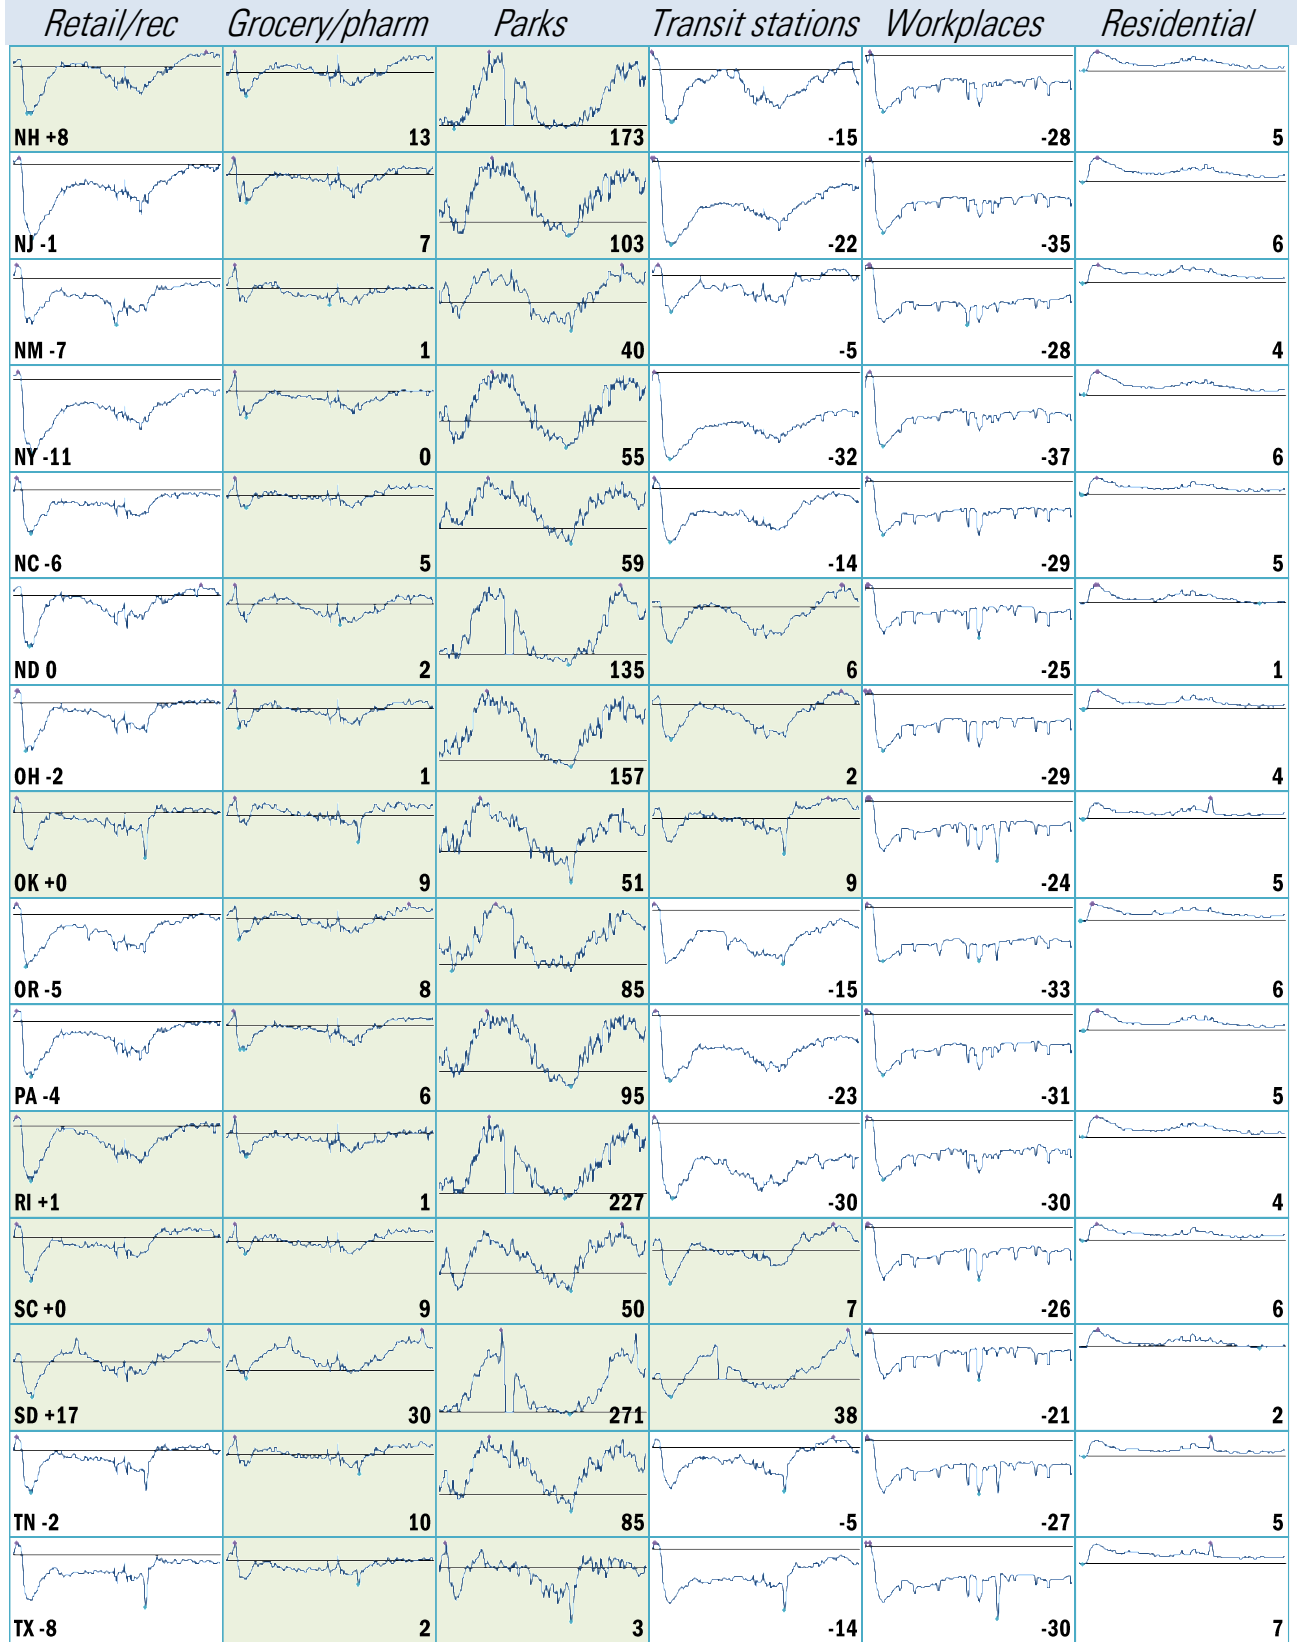 Retail/rec Grocery/pharm Parks Transit stations Workplaces Residential
NH +8 13 173 -15 -28 5
NJ -1 7 103 -22 -35 6
NM -7 1 40 -5 -28 4
NY -11 0 55 -32 -37 6
NC -6 5 59 -14 -29 5
ND 0 2 135 6 -25 1
OH -2 1 157 2 -29 4
OK +0 9 51 9 -24 5
OR -5 8 85 -15 -33 6
PA -4 6 95 -23 -31 5
RI +1 1 227 -30 -30 4
SC +0 9 50 7 -26 6
SD +17 30 271 38 -21 2
TN -2 10 85 -5 -27 5
TX -8 2 3 -14 -30 7